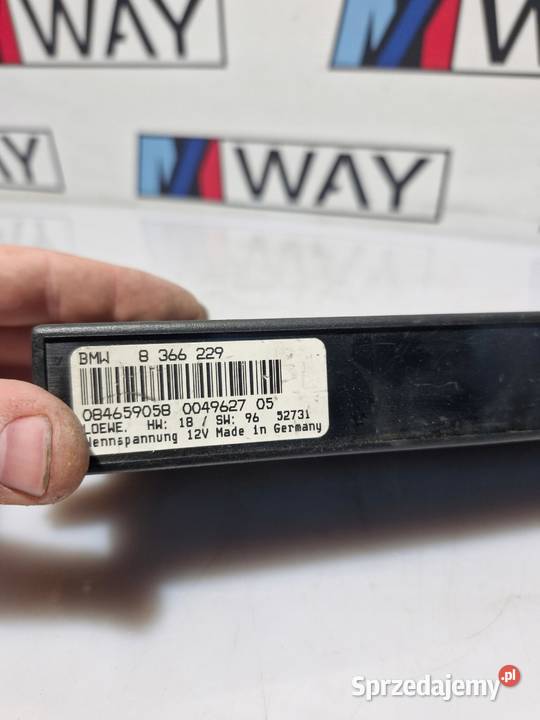 WAY
WAY
WAY
BMW 8 366 229
084659058 0049627 05
LOEWE. HW: 18 / SW: 96 52731
Nennspannung 12V Made in Germany
Sprzedajemy.pl